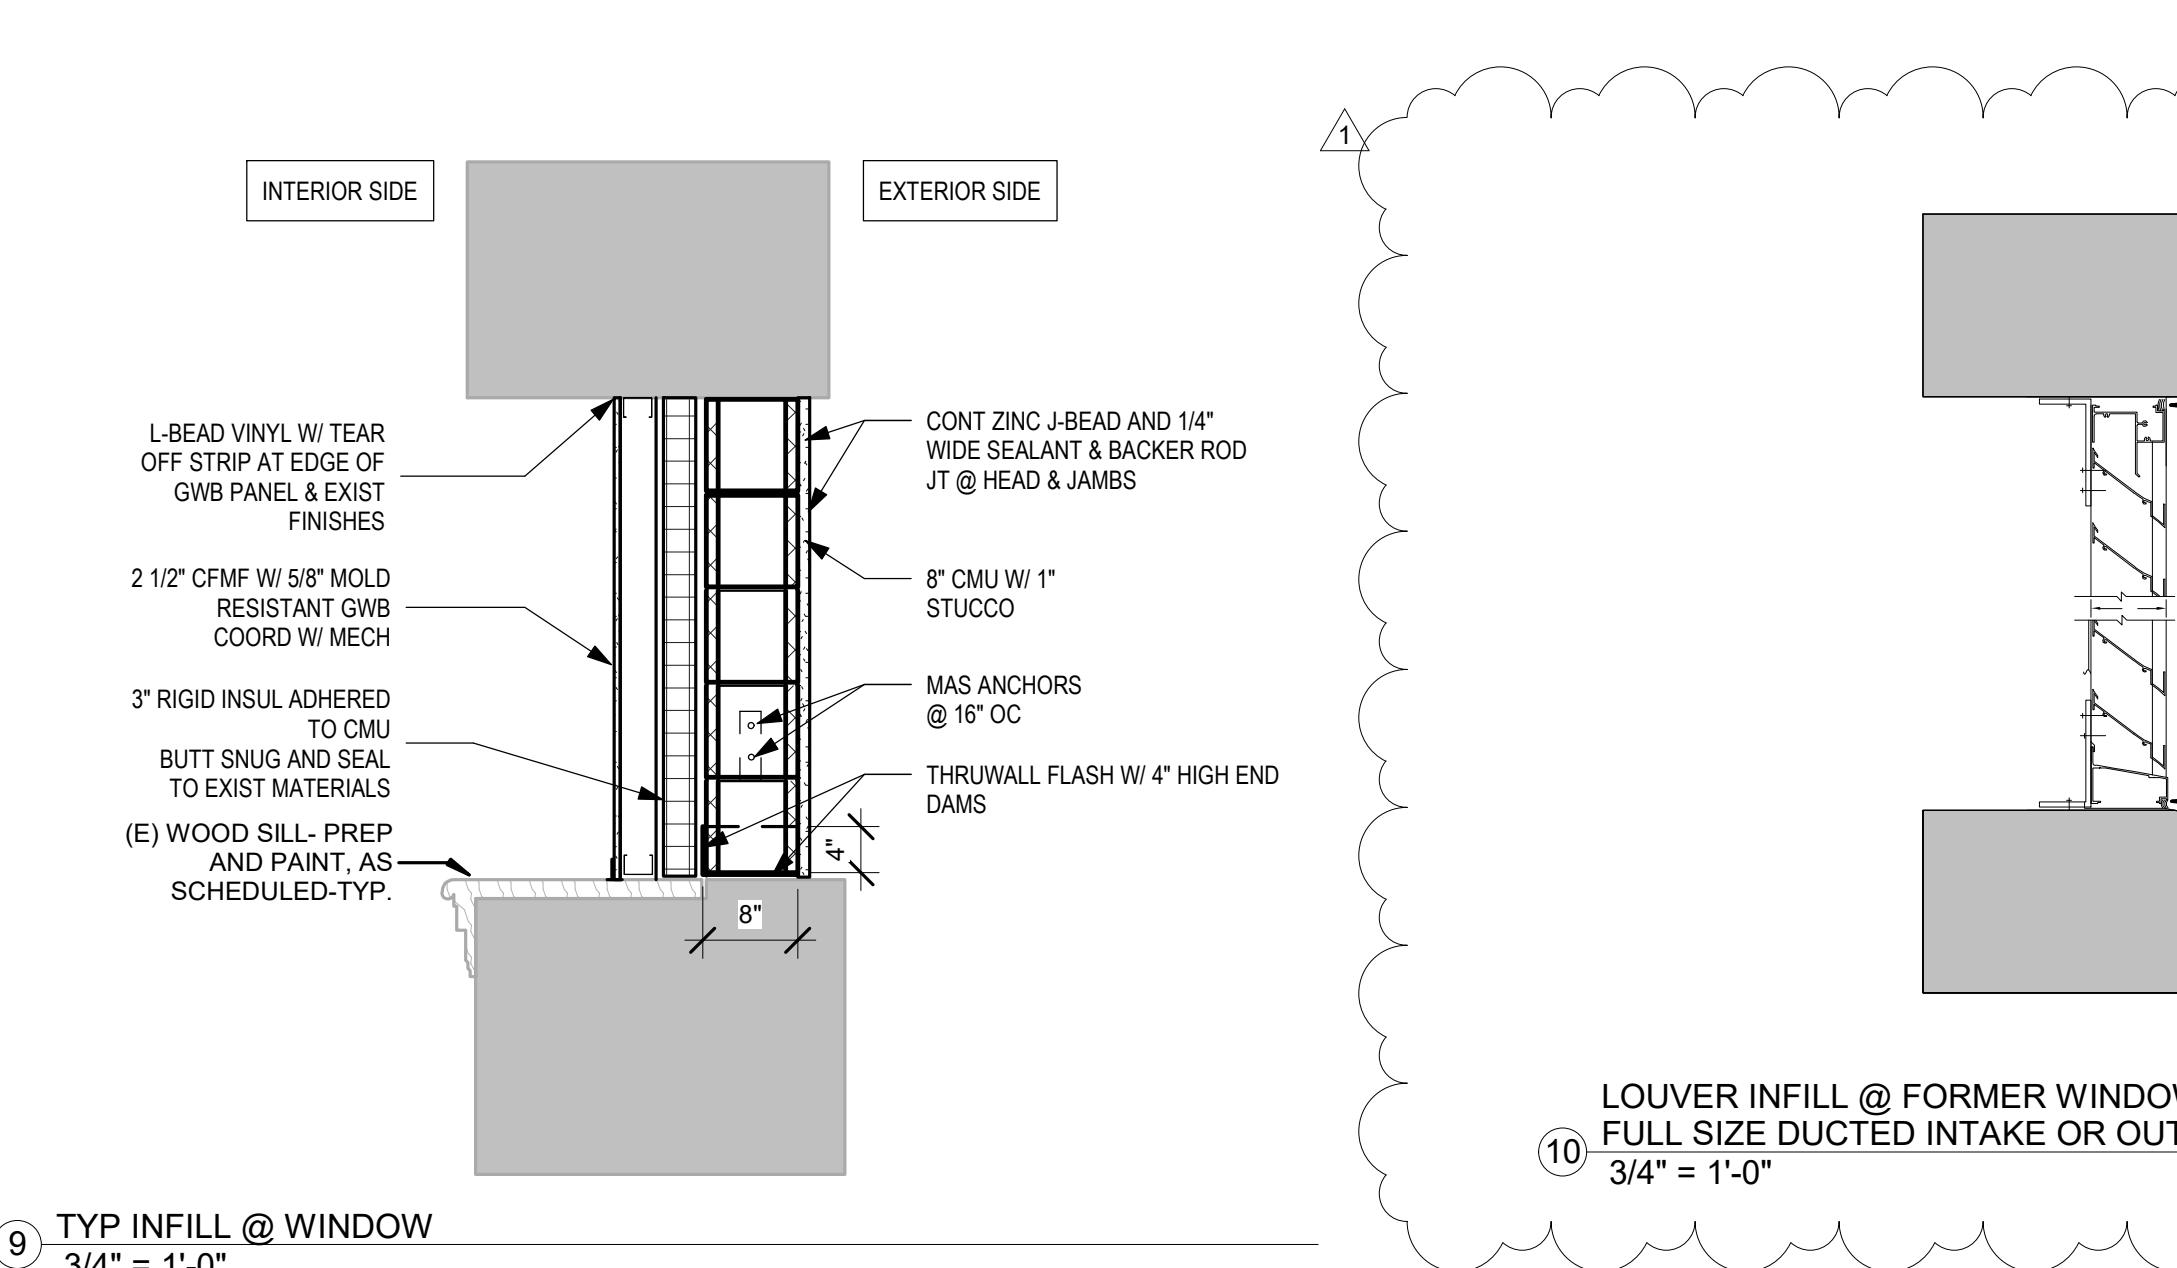 INTERIOR SIDE
EXTERIOR SIDE
L-BEAD VINYL W/ TEAR
OFF STRIP AT EDGE OF
GWB PANEL & EXIST
FINISHES
2 1/2" CFMF W/ 5/8" MOLD
RESISTANT GWB
COORD W/ MECH
3" RIGID INSUL ADHERED
TO CMU
BUTT SNUG AND SEAL
TO EXIST MATERIALS
(E) WOOD SILL- PREP
AND PAINT, AS
SCHEDULED-TYP.
CONT ZINC J-BEAD AND 1/4"
WIDE SEALANT & BACKER ROD
JT @ HEAD & JAMBS
8" CMU W/ 1"
STUCCO
MAS ANCHORS
@ 16" OC
THRUWALL FLASH W/ 4" HIGH END
DAMS
4"
8"
9
TYP INFILL @ WINDOW
3/4" = 1'-0"
1
10
LOUVER INFILL @ FORMER
FULL SIZE DUCTED INTAKE OR
3/4" = 1'-0"